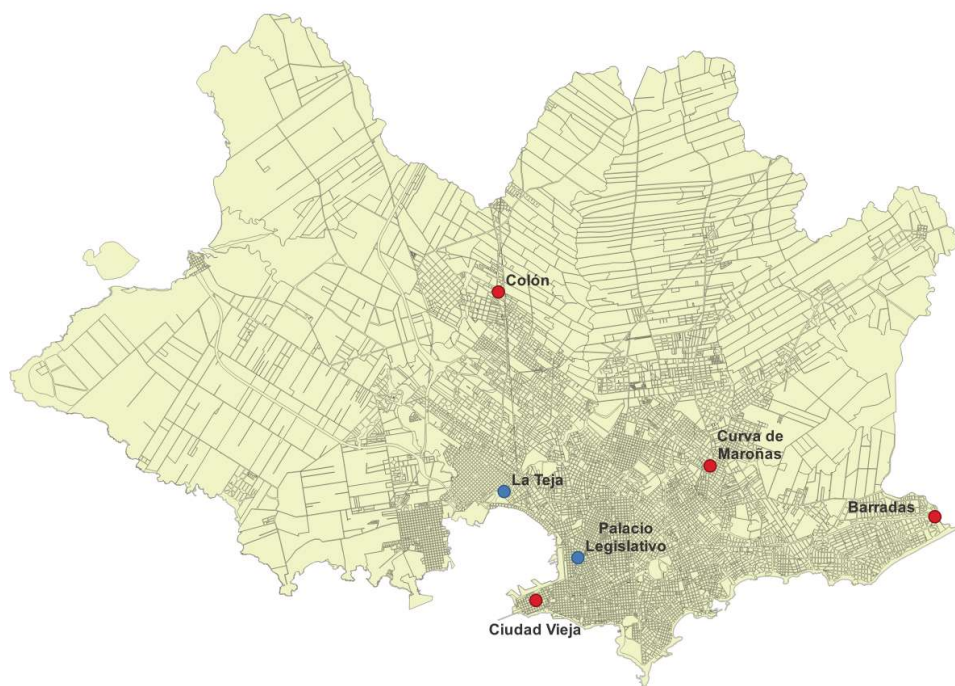 Colón
Curva de
Maroñas
La Teja
Barradas
Palacio
Legislativo
Ciudad Vieja